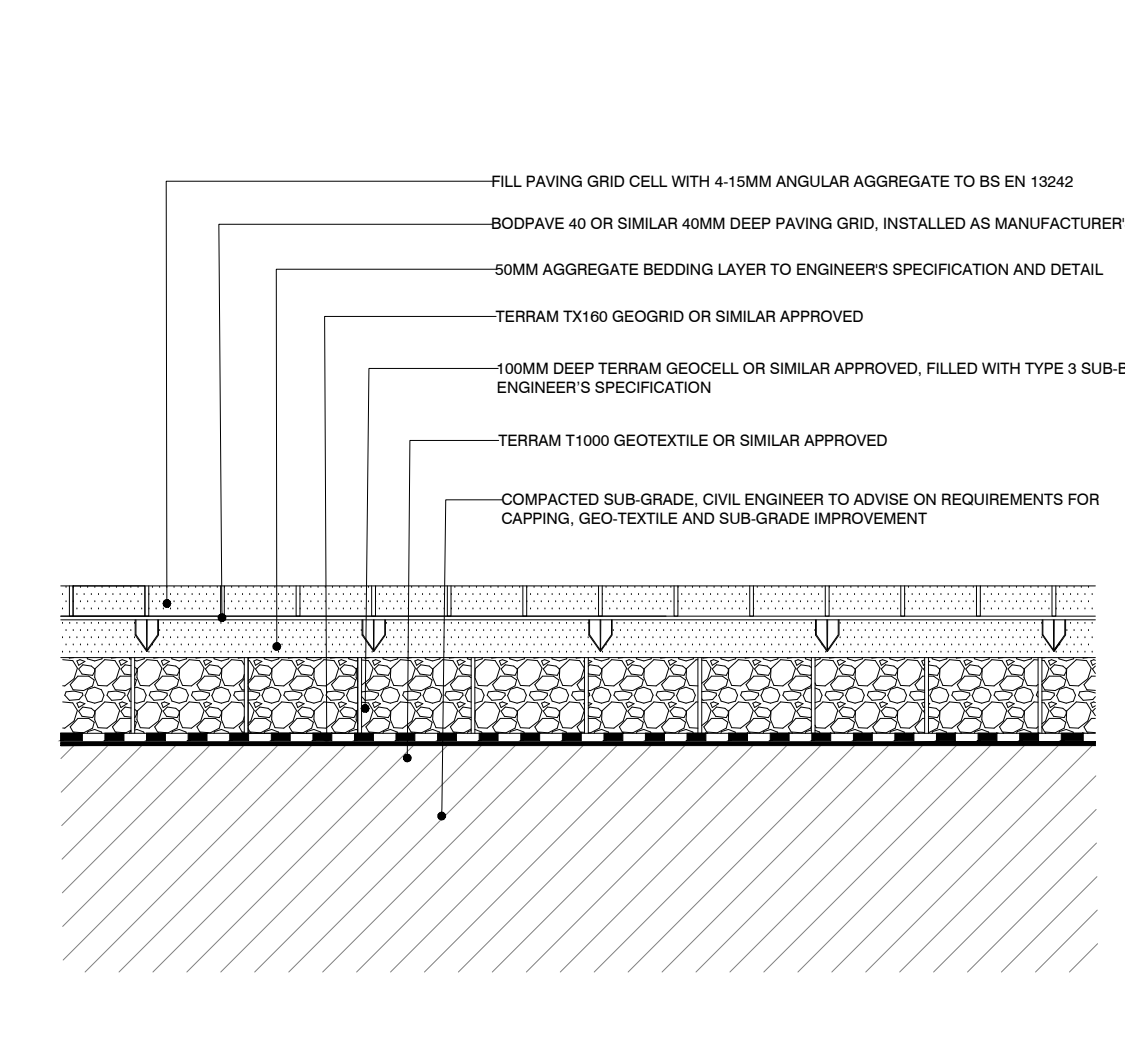 FILL PAVING GRID CELL WITH 4-15MM ANGULAR AGGREGATE TO BS EN 13242
BODPAVE 40 OR SIMILAR 40MM DEEP PAVING GRID, INSTALLED AS MANUFACTURER'
50MM AGGREGATE BEDDING LAYER TO ENGINEER'S SPECIFICATION AND DETAIL
TERRAM TX160 GEOGRID OR SIMILAR APPROVED
100MM DEEP TERRAM GEOCELL OR SIMILAR APPROVED, FILLED WITH TYPE 3 SUB-B
ENGINEER’S SPECIFICATION
TERRAM T1000 GEOTEXTILE OR SIMILAR APPROVED
COMPACTED SUB-GRADE, CIVIL ENGINEER TO ADVISE ON REQUIREMENTS FOR
CAPPING, GEO-TEXTILE AND SUB-GRADE IMPROVEMENT